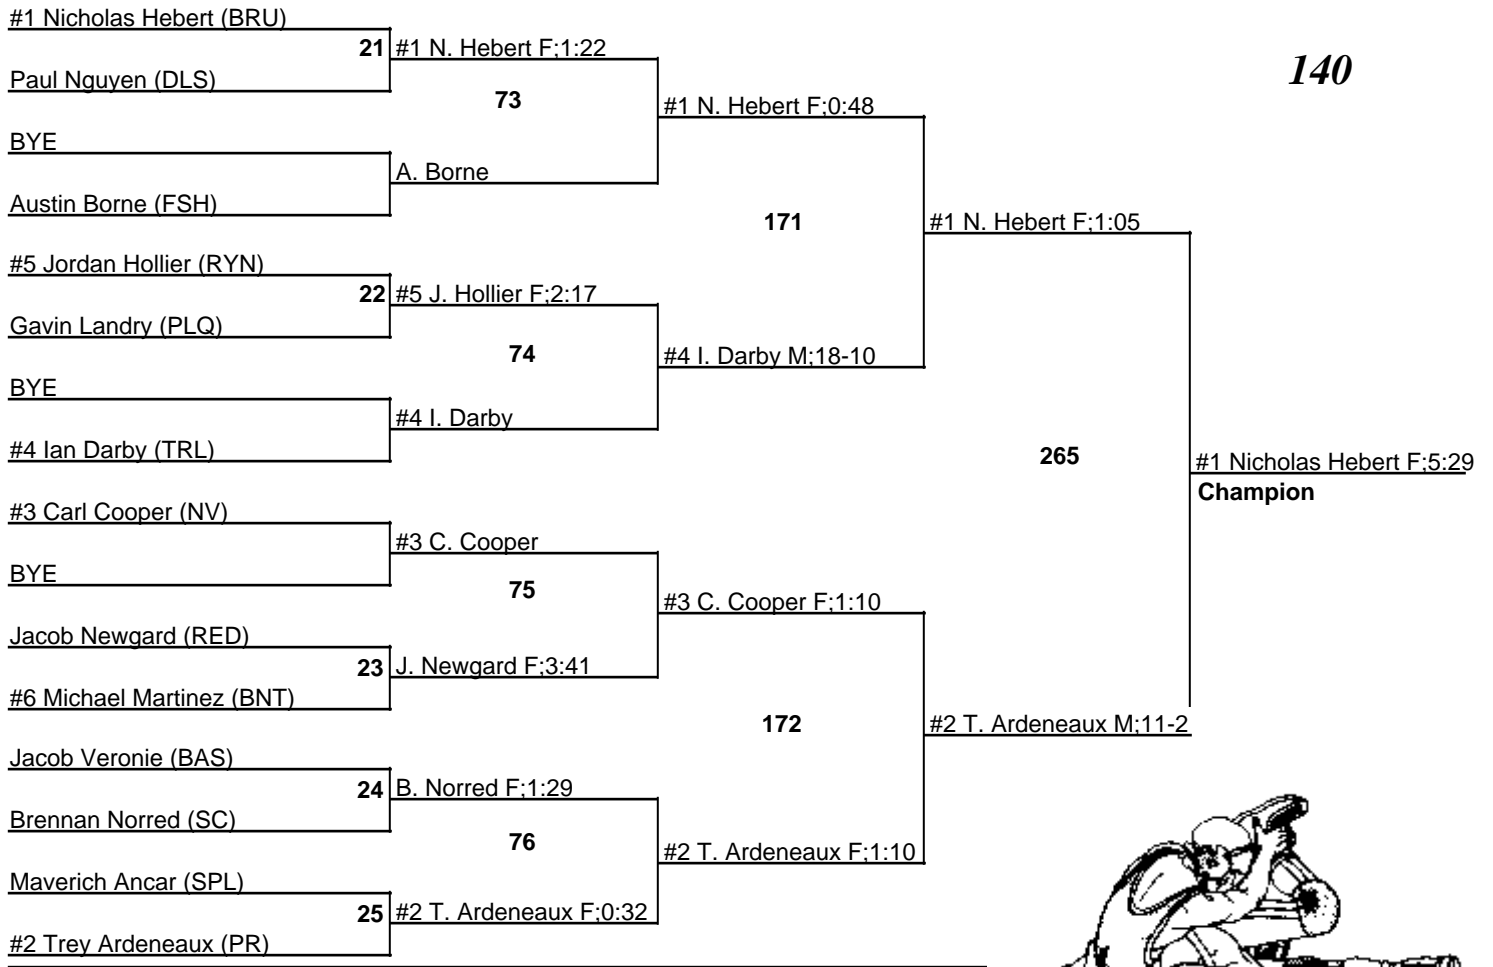 #1 Nicholas Hebert (BRU)
21 #1 N. Hebert F;1:22
140
Paul Nguyen (DLS)
73
#1 N. Hebert F;0:48
BYE
A. Borne
Austin Borne (FSH)
171
#1 N. Hebert F;1:05
#5 Jordan Hollier (RYN)
22 #5 J. Hollier F;2:17
Gavin Landry (PLQ)
74
#4 I. Darby M;18-10
BYE
#4 I. Darby
#4 Ian Darby (TRL)
265
#1 Nicholas Hebert F;5:29
Champion
#3 Carl Cooper (NV)
#3 C. Cooper
BYE
75
#3 C. Cooper F;1:10
Jacob Newgard (RED)
23 J. Newgard F;3:41
#6 Michael Martinez (BNT)
172
#2 T. Ardeneaux M;11-2
Jacob Veronie (BAS)
24 B. Norred F;1:29
Brennan Norred (SC)
76
#2 T. Ardeneaux F;1:10
Maverich Ancar (SPL)
25 #2 T. Ardeneaux F;0:32
#2 Trey Ardeneaux (PR)